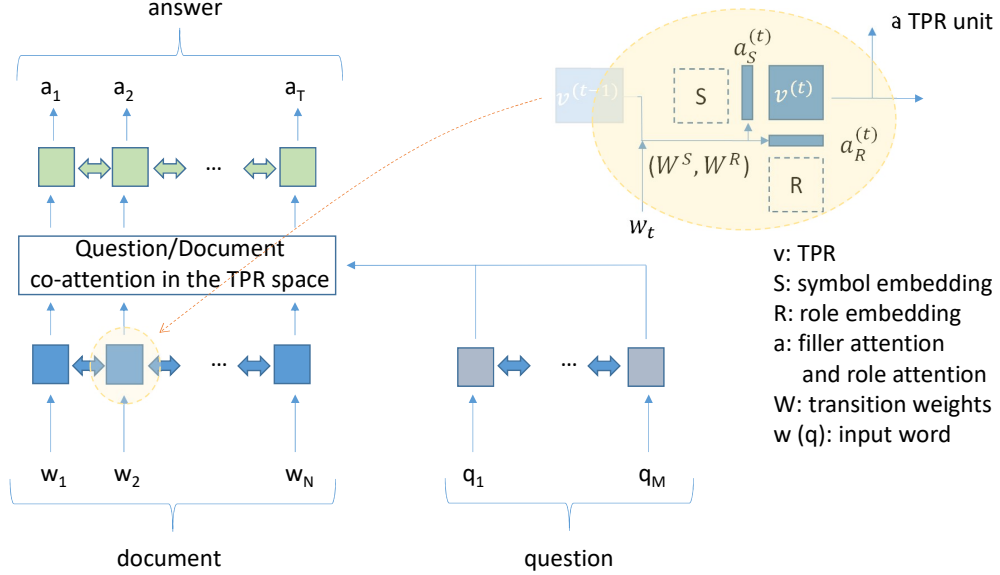 answer
a₁ a₂ a_T
...
Question/Document
co-attention in the TPR space
...
w₁ w₂ w_N
document
...
q₁ q_M
question
a TPR unit
v^(t−1) S a_S^(t) v^(t)
(W^S, W^R) a_R^(t)
R
w_t
v: TPR
S: symbol embedding
R: role embedding
a: filler attention
and role attention
W: transition weights
w (q): input word